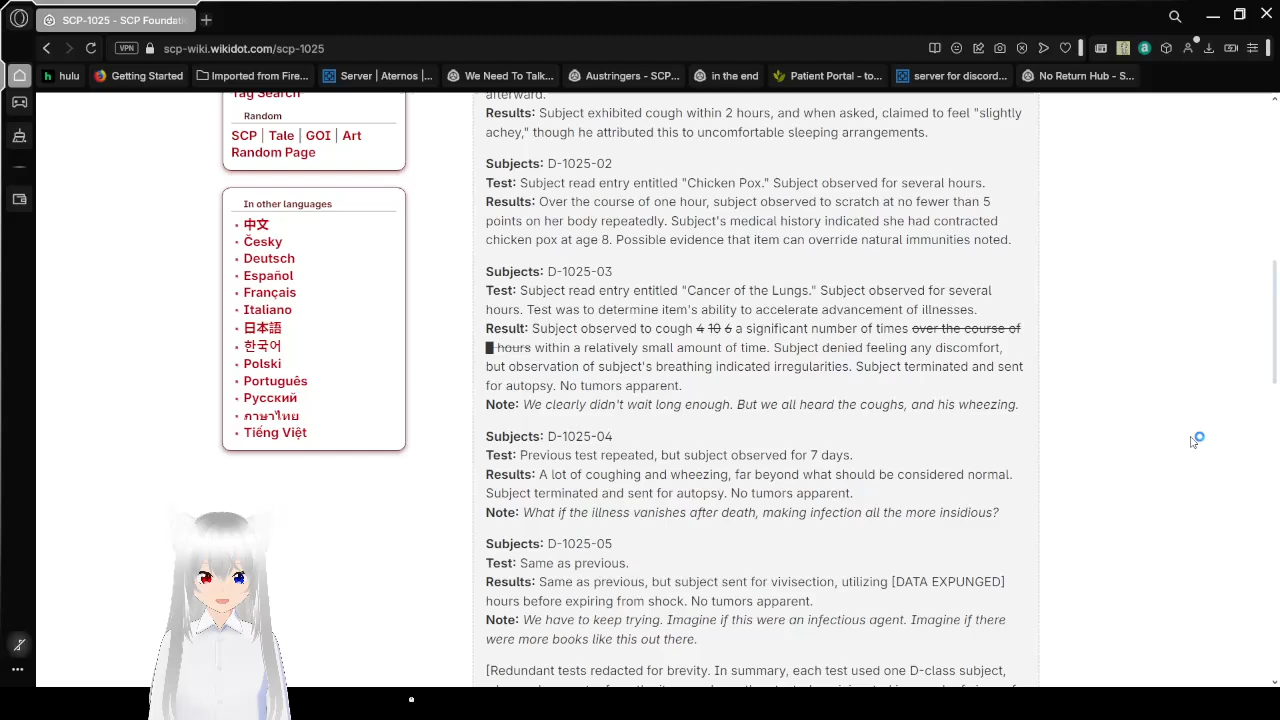 SCP-1025 - SCP Foundati
VPN
scp-wiki.wikidot.com/scp-1025
hulu
Getting Started
Imported from Fire...
Server | Aternos |...
We Need To Talk...
Austringers - SCP...
in the end
Patient Portal - to...
server for discord...
No Return Hub - S...
Tag Search
Random
SCP | Tale | GOI | Art
Random Page
In other languages
中文
Česky
Deutsch
Español
Français
Italiano
日本語
한국어
Polski
Português
Русский
ภาษาไทย
Tiếng Việt
afterward.
Results: Subject exhibited cough within 2 hours, and when asked, claimed to feel "slightly
achey," though he attributed this to uncomfortable sleeping arrangements.
Subjects: D-1025-02
Test: Subject read entry entitled "Chicken Pox." Subject observed for several hours.
Results: Over the course of one hour, subject observed to scratch at no fewer than 5
points on her body repeatedly. Subject's medical history indicated she had contracted
chicken pox at age 8. Possible evidence that item can override natural immunities noted.
Subjects: D-1025-03
Test: Subject read entry entitled "Cancer of the Lungs." Subject observed for several
hours. Test was to determine item's ability to accelerate advancement of illnesses.
Result: Subject observed to cough 4 10 6 a significant number of times over the course of
█ hours within a relatively small amount of time. Subject denied feeling any discomfort,
but observation of subject's breathing indicated irregularities. Subject terminated and sent
for autopsy. No tumors apparent.
Note: We clearly didn't wait long enough. But we all heard the coughs, and his wheezing.
Subjects: D-1025-04
Test: Previous test repeated, but subject observed for 7 days.
Results: A lot of coughing and wheezing, far beyond what should be considered normal.
Subject terminated and sent for autopsy. No tumors apparent.
Note: What if the illness vanishes after death, making infection all the more insidious?
Subjects: D-1025-05
Test: Same as previous.
Results: Same as previous, but subject sent for vivisection, utilizing [DATA EXPUNGED]
hours before expiring from shock. No tumors apparent.
Note: We have to keep trying. Imagine if this were an infectious agent. Imagine if there
were more books like this out there.
[Redundant tests redacted for brevity. In summary, each test used one D-class subject,